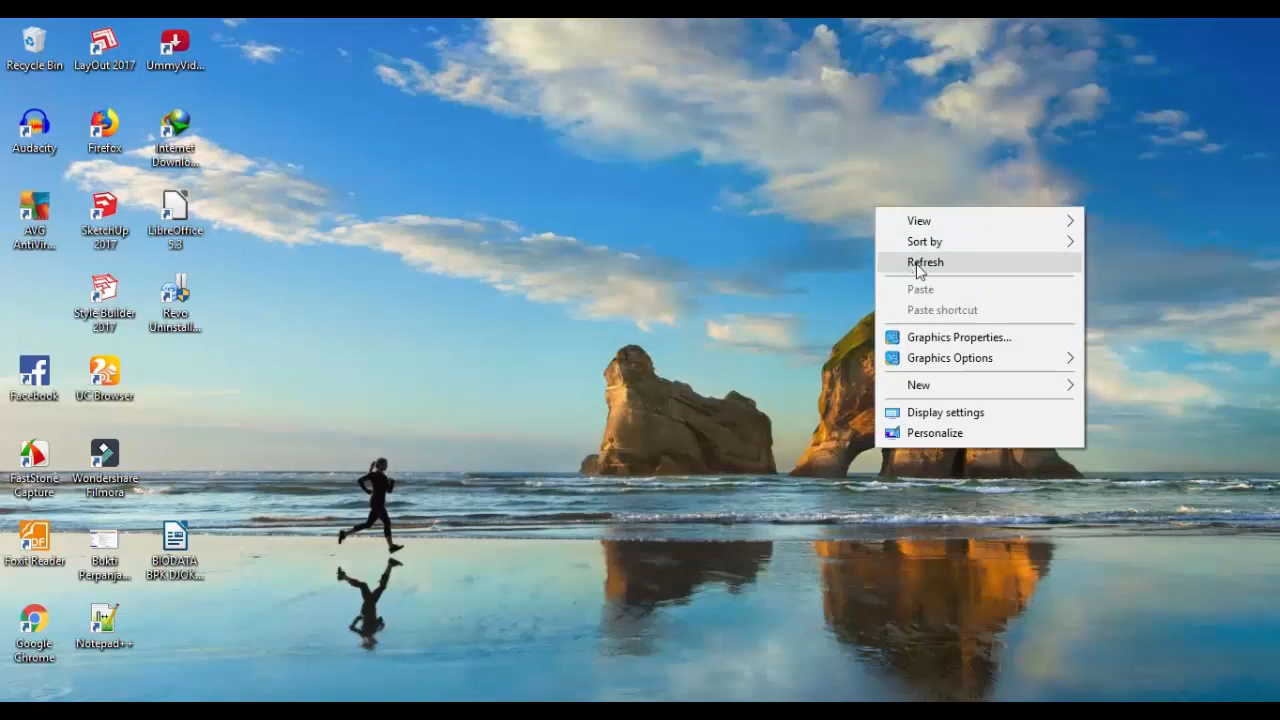 Recycle Bin
LayOut 2017
UmmyVid...
Audacity
Firefox
Internet
Downlo...
AVG
AntiVir...
SketchUp
2017
LibreOffice
5.3
Style Builder
2017
Revo
Uninstall...
Facebook
UC Browser
FastStone
Capture
Wondershare
Filmora
Foxit Reader
Bukti
Perpanja...
BIODATA
BPK DJOK...
Google
Chrome
Notepad++
View
Sort by
Refresh
Paste
Paste shortcut
Graphics Properties...
Graphics Options
New
Display settings
Personalize